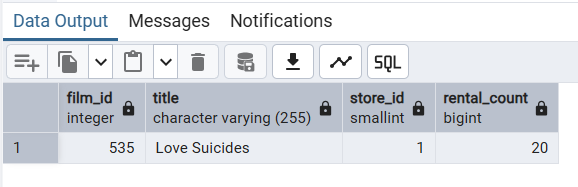 Data Output Messages Notifications
SQL
film_id title store_id rental_count
integer character varying (255) smallint bigint
1 535 Love Suicides 1 20